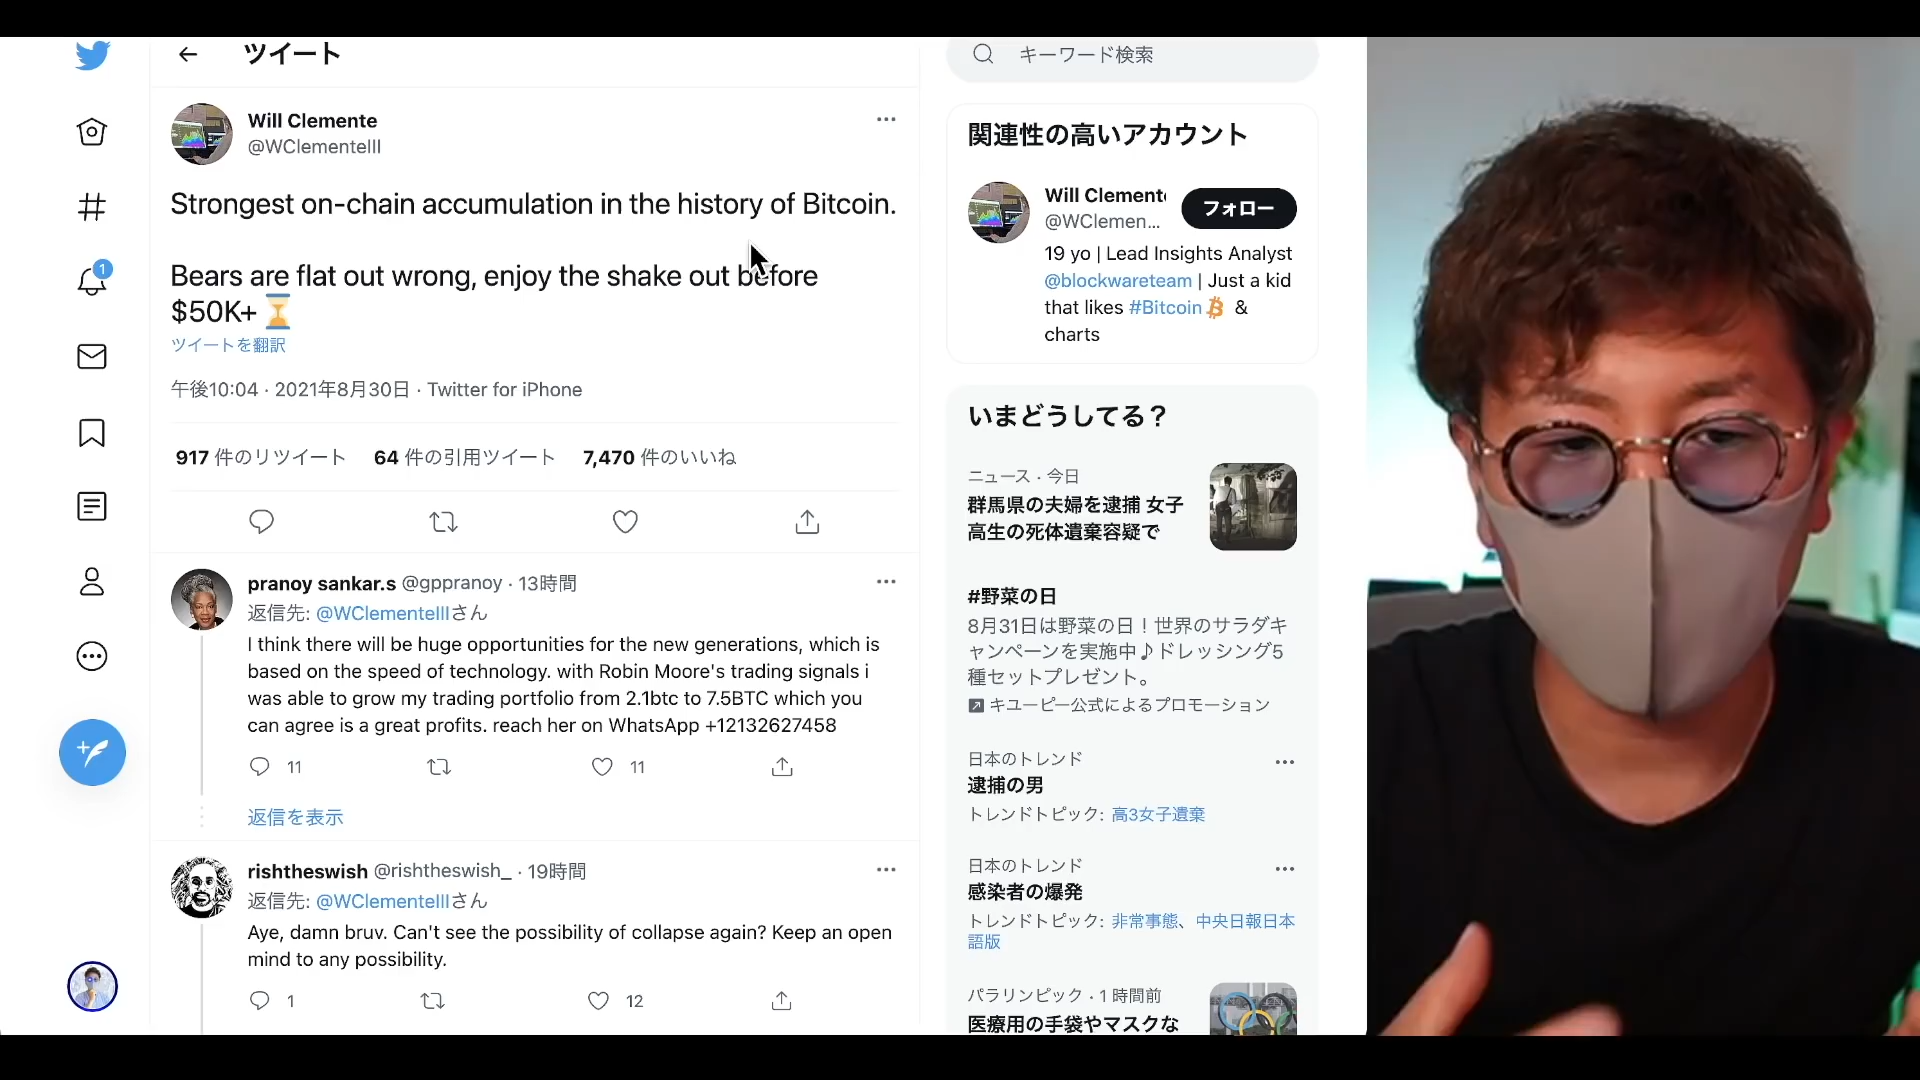 ツイート
Will Clemente
@WClementeIII
Strongest on-chain accumulation in the history of Bitcoin.
Bears are flat out wrong, enjoy the shake out before
$50K+⏳
ツイートを翻訳
午後10:04 · 2021年8月30日 · Twitter for iPhone
917 件のリツイート 64 件の引用ツイート 7,470 件のいいね
pranoy sankar.s @gppranoy · 13時間
返信先: @WClementeIIIさん
I think there will be huge opportunities for the new generations, which is
based on the speed of technology. with Robin Moore's trading signals i
was able to grow my trading portfolio from 2.1btc to 7.5BTC which you
can agree is a great profits. reach her on WhatsApp +12132627458
11 11
返信を表示
rishtheswish @rishtheswish_ · 19時間
返信先: @WClementeIIIさん
Aye, damn bruv. Can't see the possibility of collapse again? Keep an open
mind to any possibility.
1 12
1
キーワード検索
関連性の高いアカウント
Will Clemente
@WClemen...
フォロー
19 yo | Lead Insights Analyst
@blockwareteam | Just a kid
that likes #Bitcoin &
charts
いまどうしてる？
ニュース · 今日
群馬県の夫婦を逮捕 女子
高生の死体遺棄容疑で
#野菜の日
8月31日は野菜の日！世界のサラダキ
ャンペーンを実施中♪ドレッシング5
種セットプレゼント。
キユーピー公式によるプロモーション
日本のトレンド
逮捕の男
トレンドトピック: 高3女子遺棄
日本のトレンド
感染者の爆発
トレンドトピック: 非常事態、中央日報日本
語版
パラリンピック · 1 時間前
医療用の手袋やマスクな